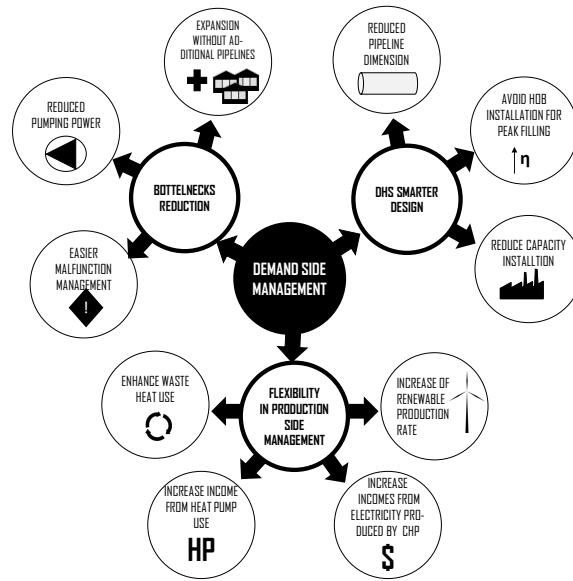 EXPANSION
WITHOUT AD-
DITIONAL PIPELINES
REDUCED
PIPELINE
DIMENSION
REDUCED
PUMPING POWER
AVOID HOB
INSTALLATION FOR
PEAK FILLING
η
BOTTELNECKS
REDUCTION
DHS SMARTER
DESIGN
EASIER
MALFUNCTION
MANAGEMENT
!
DEMAND SIDE
MANAGEMENT
REDUCE CAPACITY
INSTALLTION
ENHANCE WASTE
HEAT USE
FLEXIBILITY
IN PRODUCTION
SIDE
MANAGEMENT
INCREASE OF
RENEWABLE
PRODUCTION
RATE
INCREASE INCOME
FROM HEAT PUMP
USE
HP
INCREASE
INCOMES FROM
ELECTRICITY PRO-
DUCED BY CHP
$